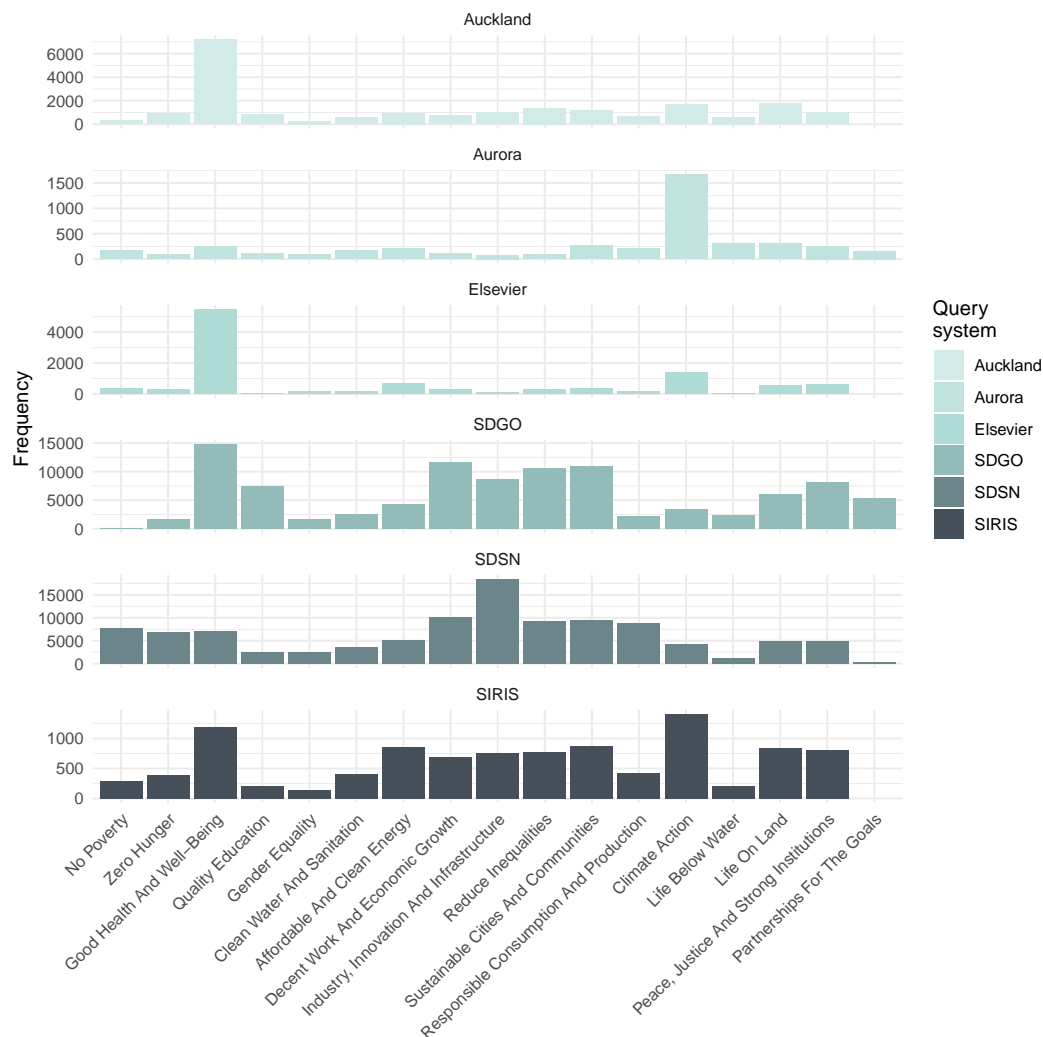 Auckland
6000
4000
2000
0
Aurora
1500
1000
500
0
Elsevier
4000
2000
0
SDGO
15000
10000
5000
0
SDSN
15000
10000
5000
0
SIRIS
1000
500
0
Frequency
No Poverty
Zero Hunger
Good Health And Well−Being
Quality Education
Gender Equality
Clean Water And Sanitation
Affordable And Clean Energy
Decent Work And Economic Growth
Industry, Innovation And Infrastructure
Reduce Inequalities
Sustainable Cities And Communities
Responsible Consumption And Production
Climate Action
Life Below Water
Life On Land
Peace, Justice And Strong Institutions
Partnerships For The Goals
Query
system
Auckland
Aurora
Elsevier
SDGO
SDSN
SIRIS